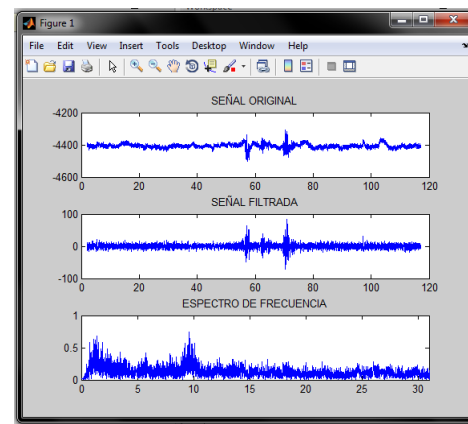 Figure 1
File Edit View Insert Tools Desktop Window Help
SEÑAL ORIGINAL
-4200
-4400
-4600
0 20 40 60 80 100 120
SEÑAL FILTRADA
100
0
-100
0 20 40 60 80 100 120
ESPECTRO DE FRECUENCIA
1
0.5
0
0 5 10 15 20 25 30